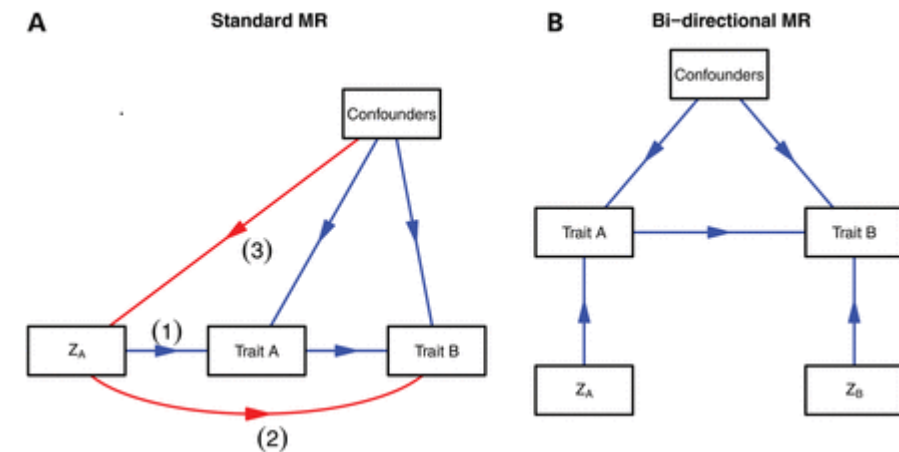 A
Standard MR
Confounders
(3)
Z_A
(1)
Trait A
Trait B
(2)
B
Bi-directional MR
Confounders
Trait A
Trait B
Z_A
Z_B